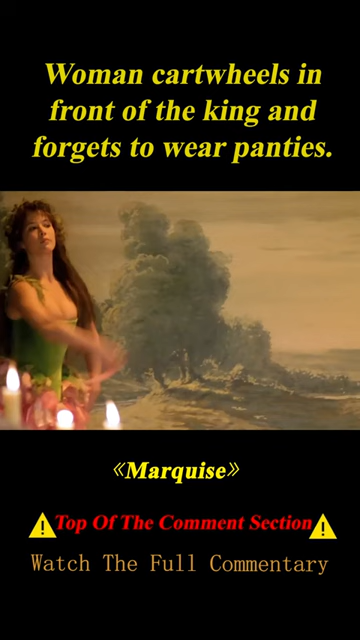 Woman cartwheels in
front of the king and
forgets to wear panties.
《Marquise》
Top Of The Comment Section
Watch The Full Commentary